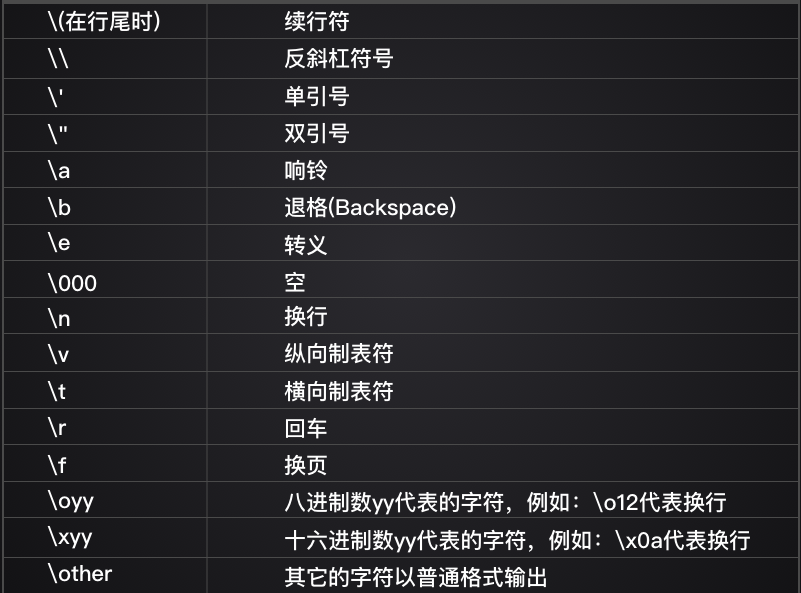 \(在行尾时) 续行符
\\ 反斜杠符号
\' 单引号
\" 双引号
\a 响铃
\b 退格(Backspace)
\e 转义
\000 空
\n 换行
\v 纵向制表符
\t 横向制表符
\r 回车
\f 换页
\oyy 八进制数yy代表的字符，例如：\o12代表换行
\xyy 十六进制数yy代表的字符，例如：\x0a代表换行
\other 其它的字符以普通格式输出